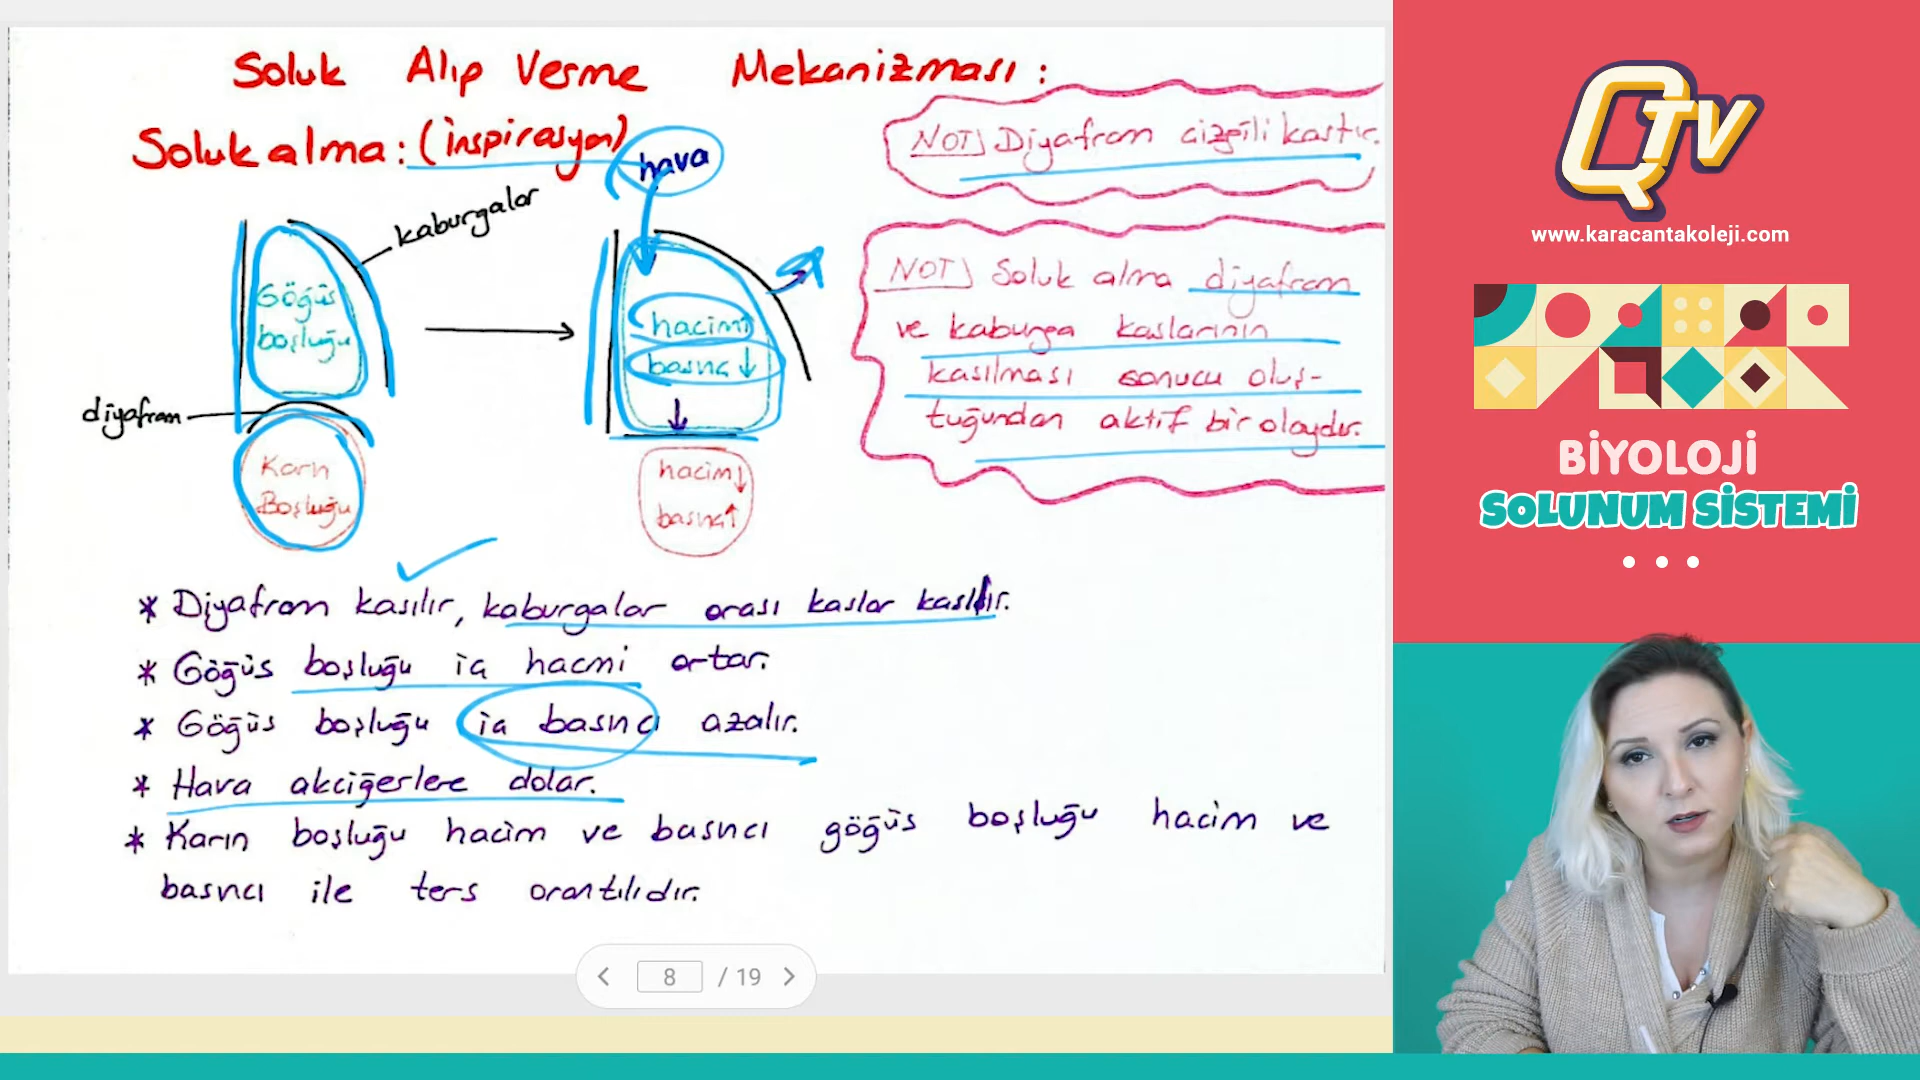 Soluk Alıp Verme Mekanizması:
Soluk alma: (inspirasyon)
hava
NOT) Diyafram çizgili kastır.
kaburgalar
Göğüs
boşluğu
diyafram
Karın
Boşluğu
hacim↑
basınç↓
hacim↓
basınç↑
NOT) Soluk alma diyafram
ve kaburga kaslarının
kasılması sonucu oluş-
tuğundan aktif bir olaydır.
* Diyafram kasılır, kaburgalar arası kaslar kasılır.
* Göğüs boşluğu iç hacmi artar.
* Göğüs boşluğu iç basıncı azalır.
* Hava akciğerlere dolar.
* Karın boşluğu hacim ve basıncı göğüs boşluğu hacim ve
basıncı ile ters orantılıdır.
8 / 19
QTV
www.karacantakoleji.com
BİYOLOJİ
SOLUNUM SİSTEMİ